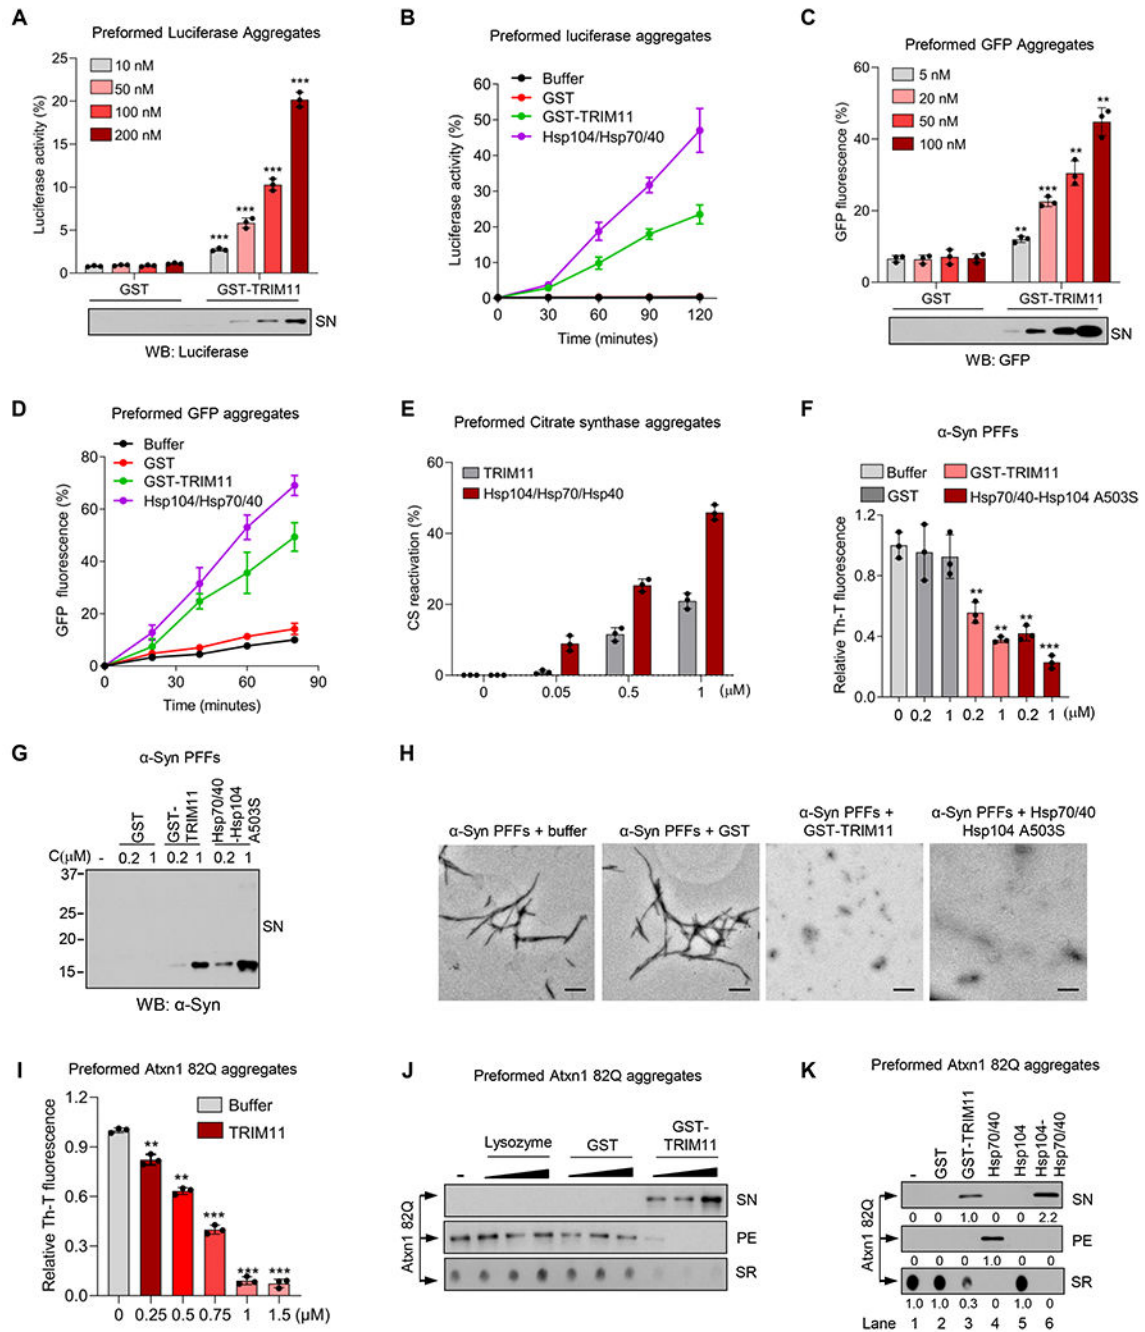 A
Preformed Luciferase Aggregates
Luciferase activity (%)
25
20
15
10
5
0
10 nM
50 nM
100 nM
200 nM
***
***
***
***
GST
GST-TRIM11
SN
WB: Luciferase
B
Preformed luciferase aggregates
Luciferase activity (%)
60
50
40
30
20
10
0
Buffer
GST
GST-TRIM11
Hsp104/Hsp70/40
0 30 60 90 120
Time (minutes)
C
Preformed GFP Aggregates
GFP fluorescence (%)
60
40
20
0
5 nM
20 nM
50 nM
100 nM
**
***
**
**
GST
GST-TRIM11
SN
WB: GFP
D
Preformed GFP aggregates
GFP fluorescence (%)
80
60
40
20
0
Buffer
GST
GST-TRIM11
Hsp104/Hsp70/40
0 30 60 90
Time (minutes)
E
Preformed Citrate synthase aggregates
CS reactivation (%)
60
40
20
0
TRIM11
Hsp104/Hsp70/Hsp40
0 0.05 0.5 1 (μM)
F
α-Syn PFFs
Buffer
GST
GST-TRIM11
Hsp70/40-Hsp104 A503S
Relative Th-T fluorescence
1.2
0.8
0.4
0.0
**
**
**
***
0 0.2 1 0.2 1 0.2 1 (μM)
G
α-Syn PFFs
GST
GST-
TRIM11
Hsp70/40
-Hsp104
A503S
C(μM) - 0.2 1 0.2 1 0.2 1
37-
25-
20-
15-
SN
WB: α-Syn
H
α-Syn PFFs + buffer
α-Syn PFFs + GST
α-Syn PFFs +
GST-TRIM11
α-Syn PFFs + Hsp70/40
Hsp104 A503S
I
Preformed Atxn1 82Q aggregates
Relative Th-T fluorescence
1.2
0.9
0.6
0.3
0.0
Buffer
TRIM11
**
**
***
***
***
0 0.25 0.5 0.75 1 1.5 (μM)
J
Preformed Atxn1 82Q aggregates
- Lysozyme GST
GST-
TRIM11
Atxn1 82Q
SN
PE
SR
K
Preformed Atxn1 82Q aggregates
-
GST
GST-TRIM11
Hsp70/40
Hsp104
Hsp104-
Hsp70/40
Atxn1 82Q
SN
0 0 1.0 0 0 2.2
PE
0 0 0 1.0 0 0
SR
1.0 1.0 0.3 0 1.0 0
Lane 1 2 3 4 5 6